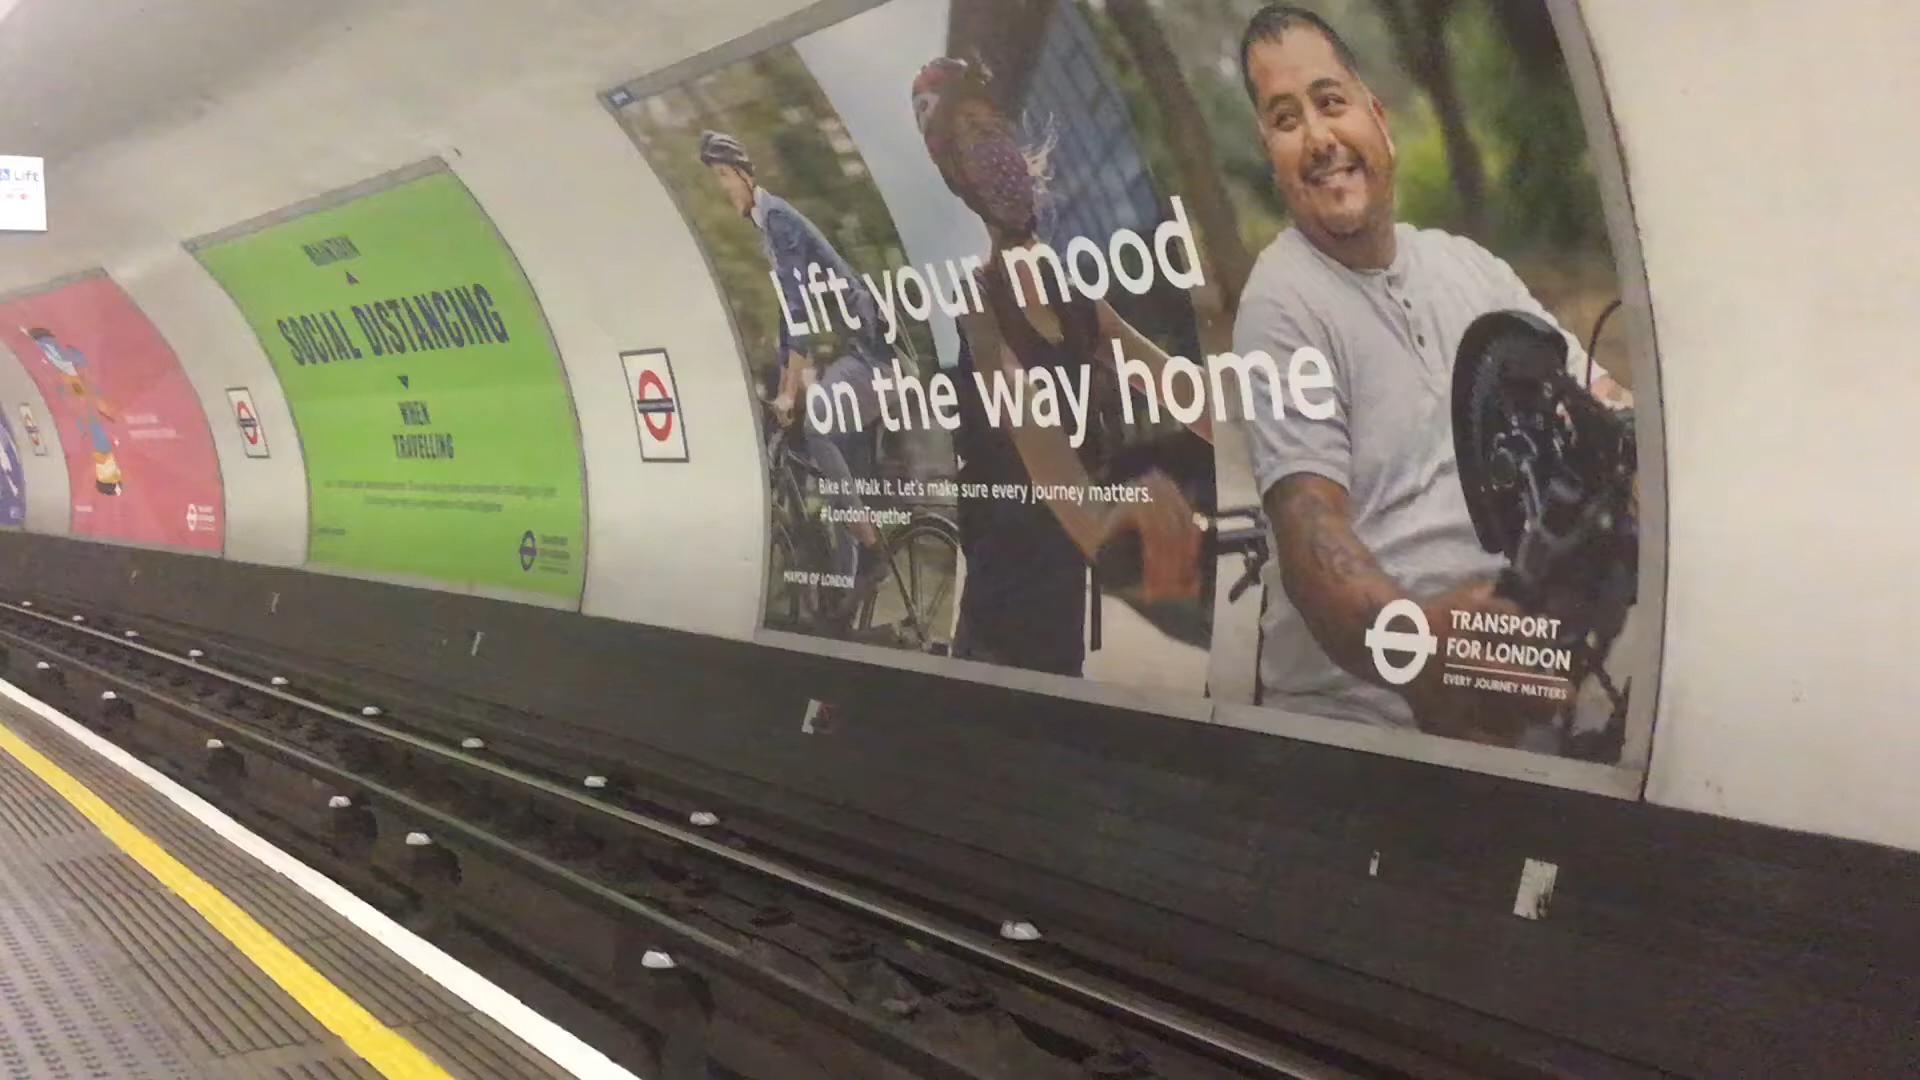 Lift
MAINTAIN
SOCIAL DISTANCING
WHEN
TRAVELLING
Lift your mood
on the way home
Bike it. Walk it. Let's make sure every journey matters.
#LondonTogether
MAYOR OF LONDON
TRANSPORT
FOR LONDON
EVERY JOURNEY MATTERS